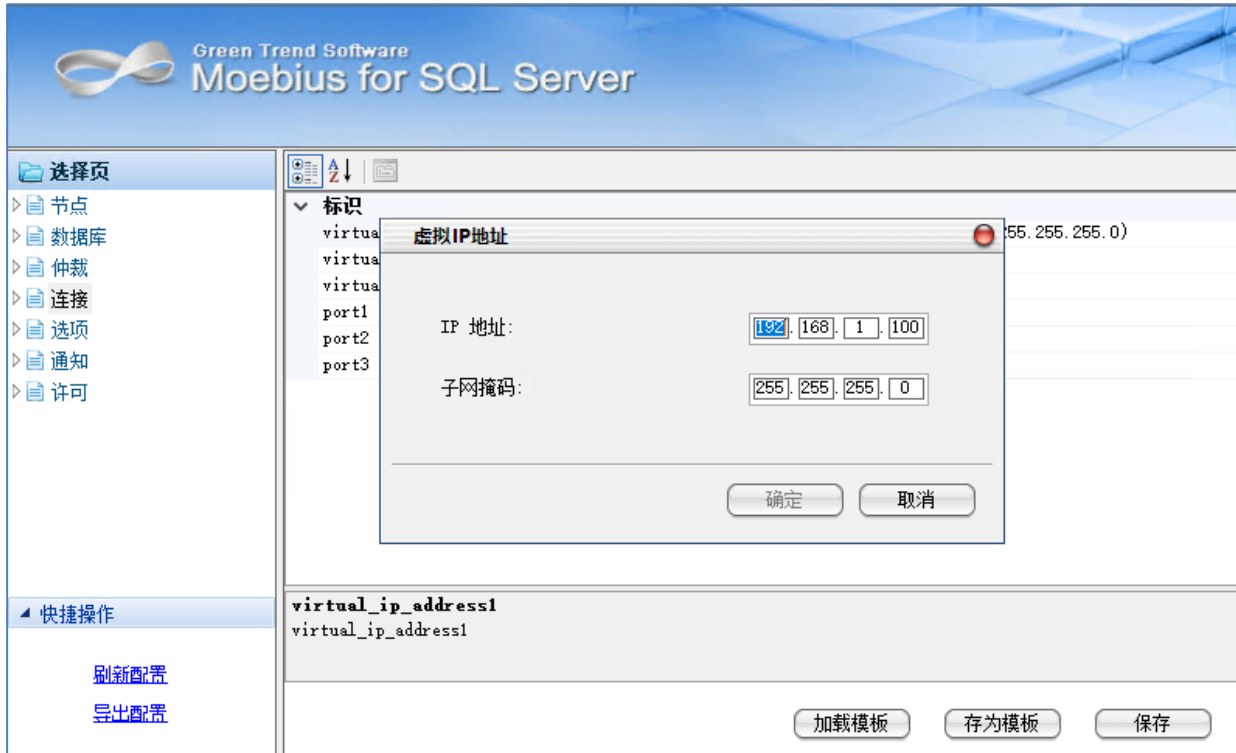 Green Trend Software
Moebius for SQL Server
选择页
节点
数据库
仲裁
连接
选项
通知
许可
快捷操作
刷新配置
导出配置
标识
virtua
255.255.255.0)
virtua
virtua
port1
port2
port3
虚拟IP地址
IP 地址:
192. 168. 1 .100
子网掩码:
255. 255. 255. 0
确定
取消
virtual_ip_address1
virtual_ip_address1
加载模板
存为模板
保存